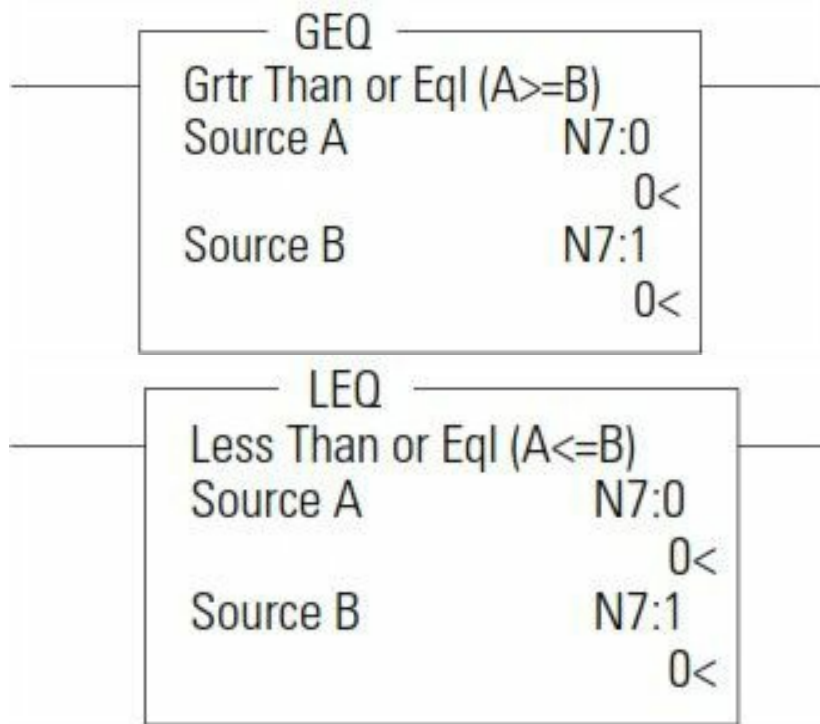 GEQ
Grtr Than or Eql (A>=B)
Source A N7:0
0<
Source B N7:1
0<
LEQ
Less Than or Eql (A<=B)
Source A N7:0
0<
Source B N7:1
0<